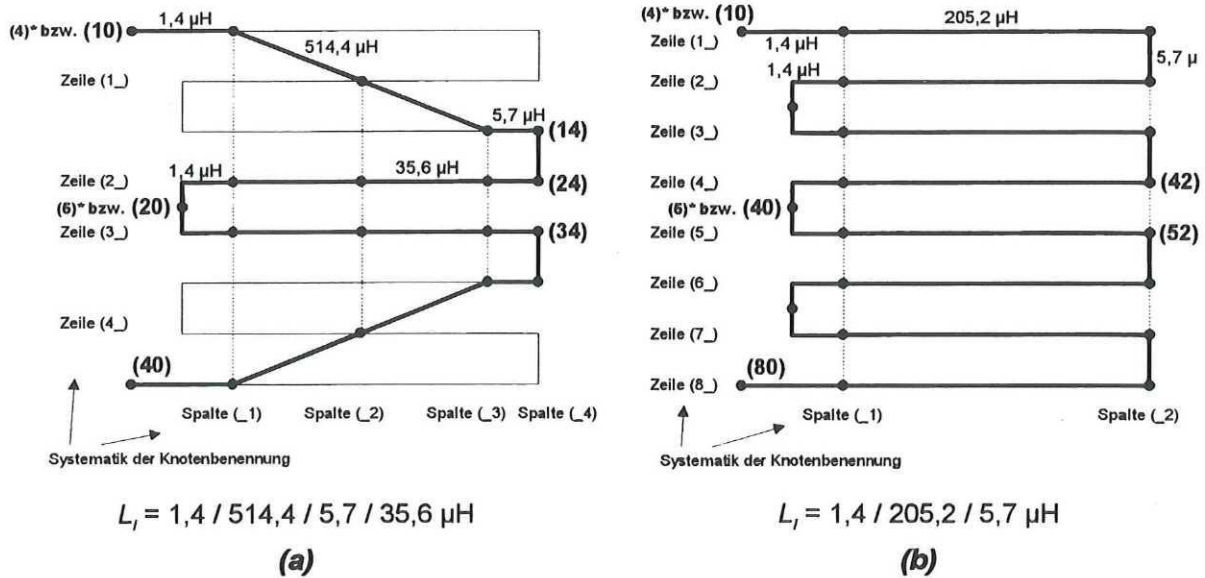 1,4 µH
(4)* bzw. (10)
514,4 µH
Zeile (1_)
5,7 µH
(14)
1,4 µH
35,6 µH
Zeile (2_)
(24)
(5)* bzw. (20)
Zeile (3_)
(34)
Zeile (4_)
(40)
Spalte (_1)
Spalte (_2)
Spalte (_3)
Spalte (_4)
Systematik der Knotenbenennung
L_I = 1,4 / 514,4 / 5,7 / 35,6 µH
(a)
(4)* bzw. (10)
205,2 µH
Zeile (1_)
1,4 µH
5,7 µ
1,4 µH
Zeile (2_)
Zeile (3_)
Zeile (4_)
(42)
(5)* bzw. (40)
Zeile (5_)
(52)
Zeile (6_)
Zeile (7_)
(80)
Zeile (8_)
Spalte (_1)
Spalte (_2)
Systematik der Knotenbenennung
L_I = 1,4 / 205,2 / 5,7 µH
(b)